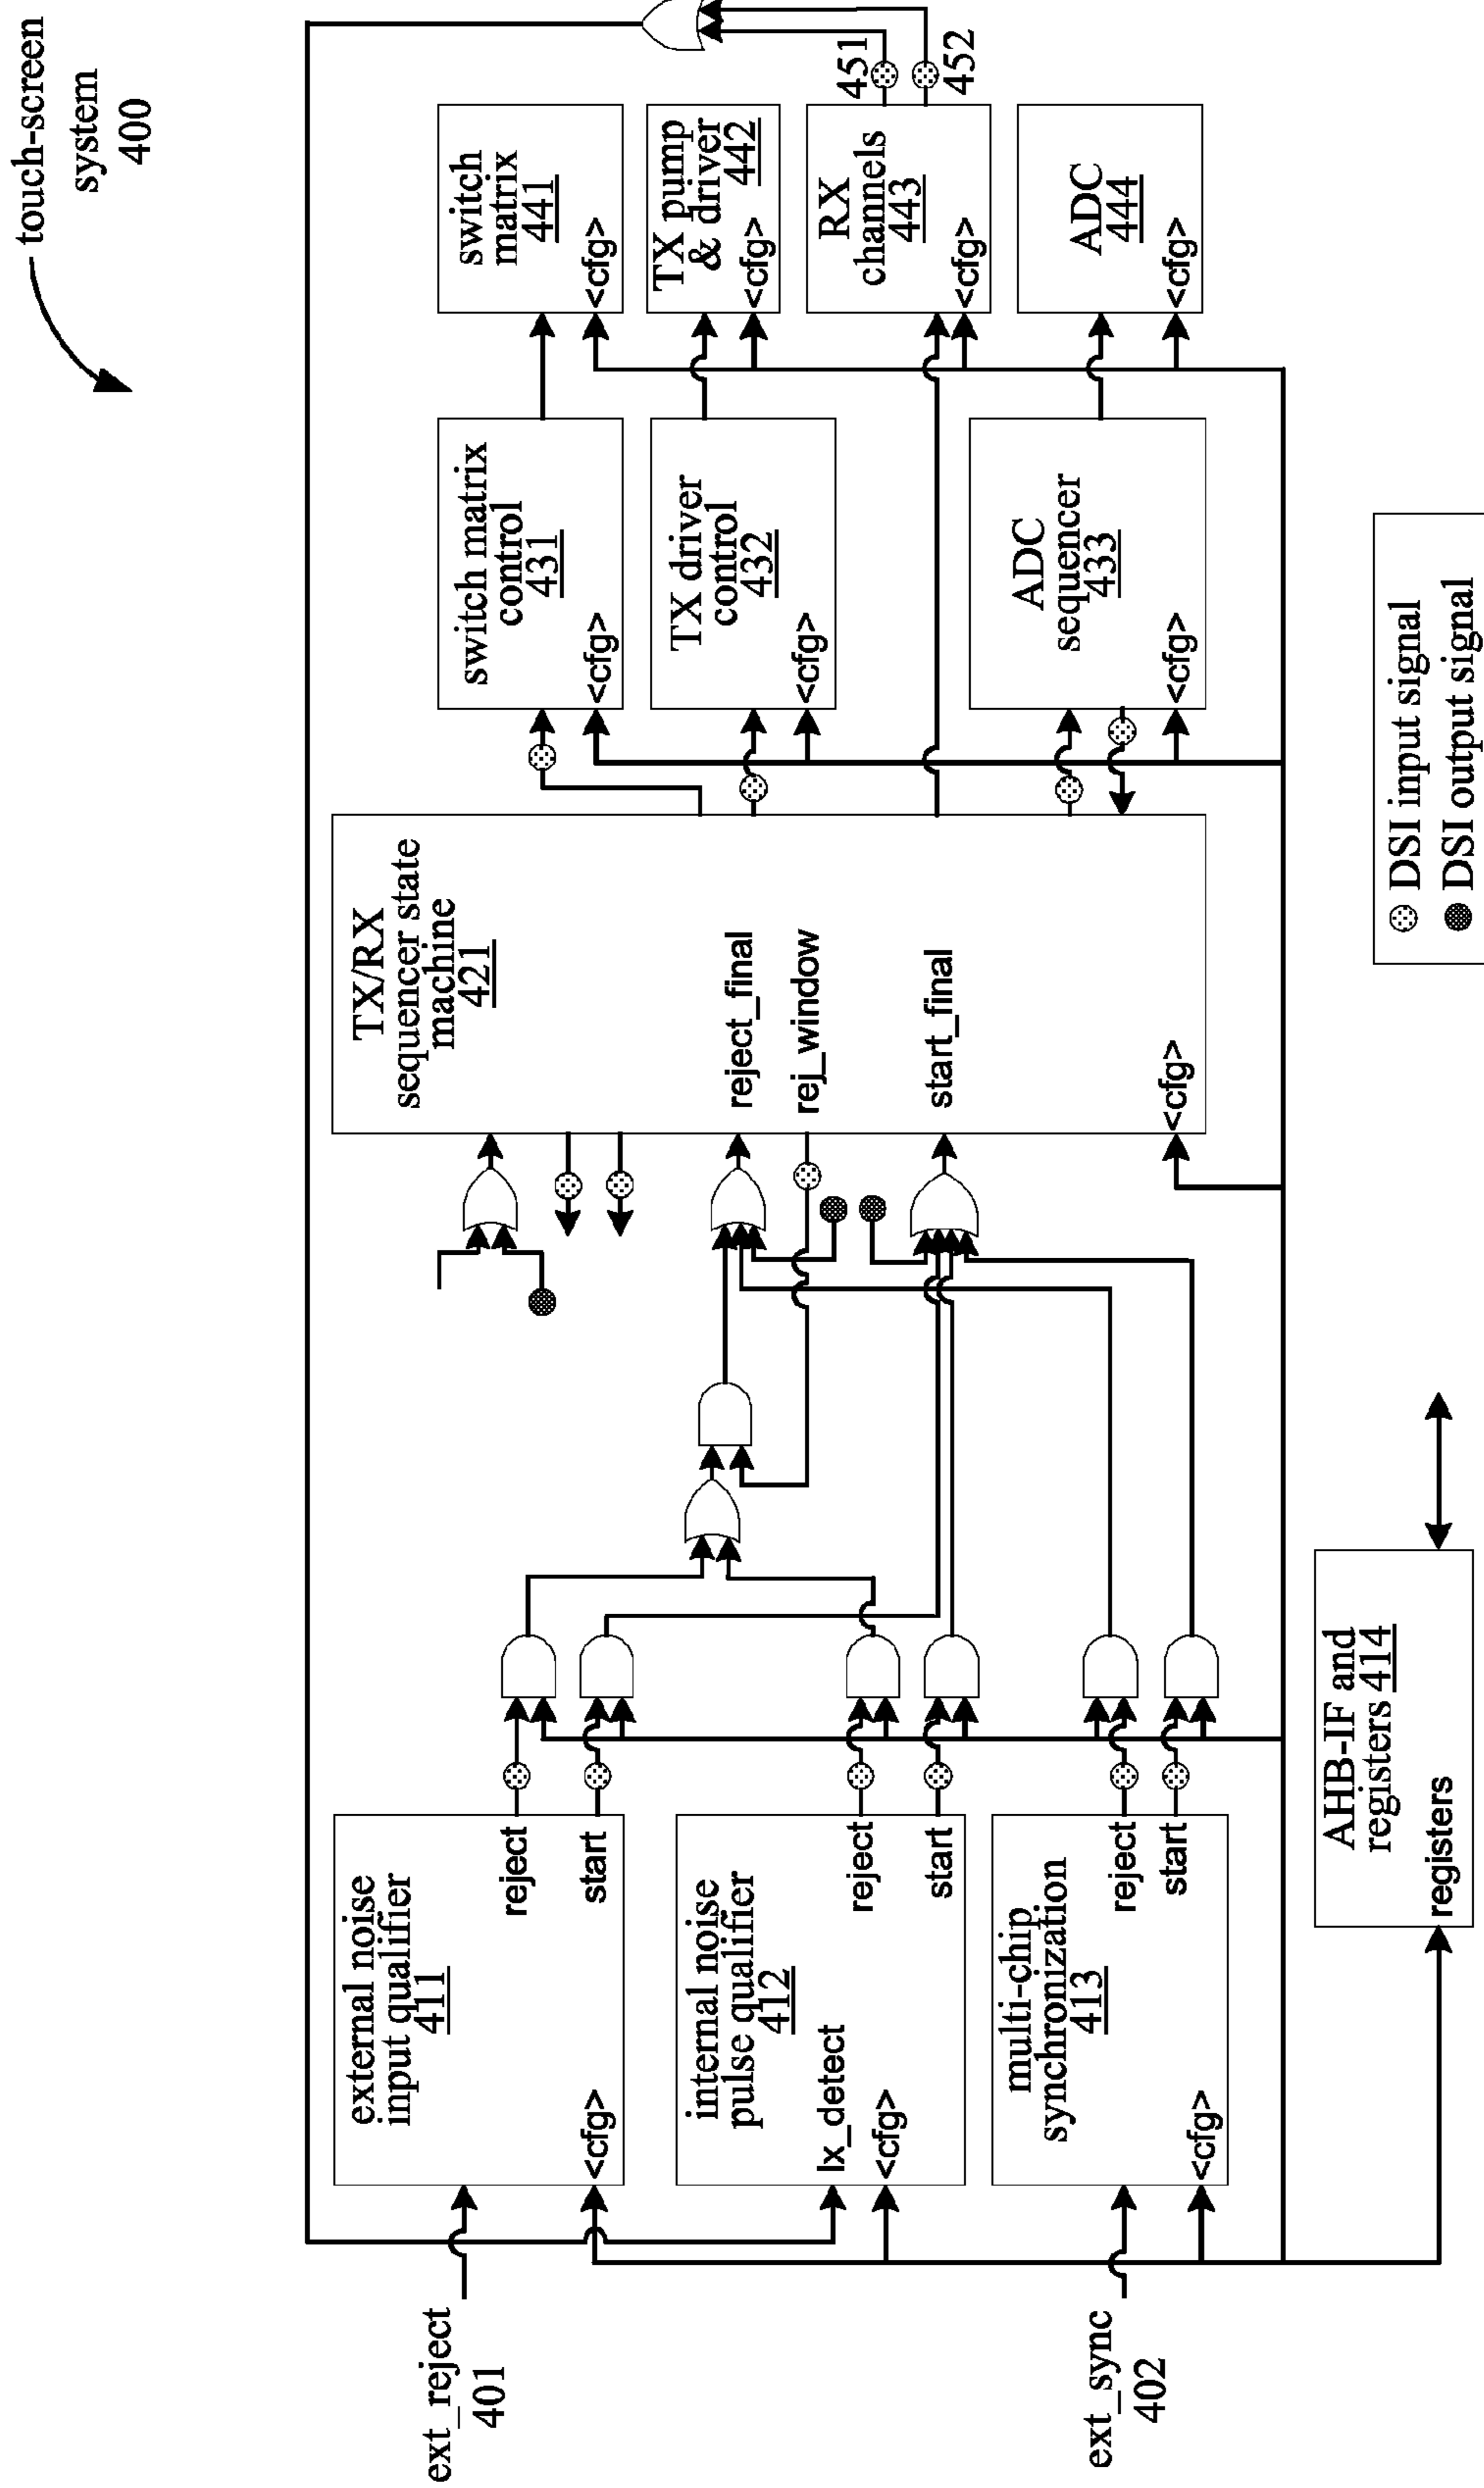 touch-screen
system
400
ext_reject
401
ext_sync
402
external noise
input qualifier
411
reject
start
<cfg>
internal noise
pulse qualifier
412
lx_detect
reject
start
<cfg>
multi-chip
synchronization
413
reject
start
<cfg>
AHB-IF and
registers 414
registers
TX/RX
sequencer state
machine
421
reject_final
rej_window
start_final
<cfg>
switch matrix
control
431
<cfg>
TX driver
control
432
<cfg>
ADC
sequencer
433
<cfg>
switch
matrix
441
<cfg>
TX pump
& driver
442
<cfg>
RX
channels
443
<cfg>
ADC
444
<cfg>
451
452
DSI input signal
DSI output signal